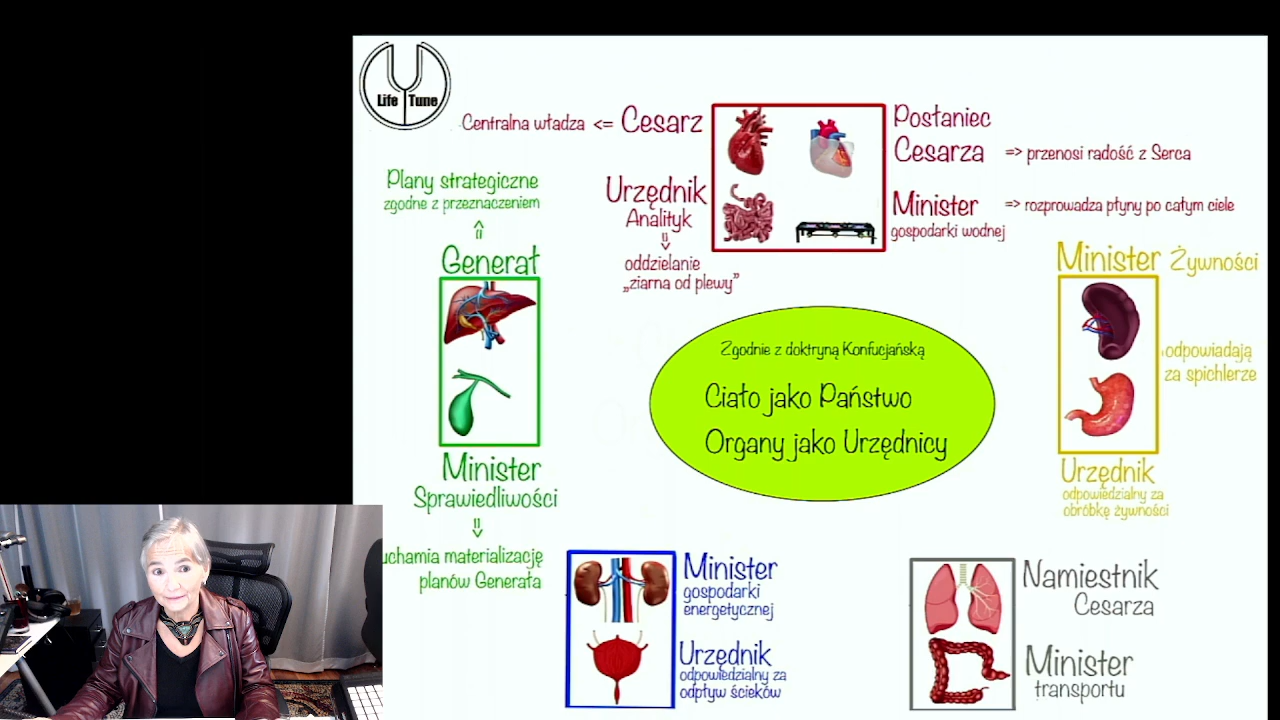 Life Tune
Centralna władza <= Cesarz
Postaniec
Cesarza => przenosi radość z Serca
Plany strategiczne
zgodne z przeznaczeniem
Urzędnik
Analityk
oddzielanie
„ziarna od plewy”
Minister => rozprowadza płyny po całym ciele
gospodarki wodnej
Generał
Minister Żywności
odpowiadają
za spichlerze
Zgodnie z doktryną Konfucjańską
Ciało jako Państwo
Organy jako Urzędnicy
Minister
Sprawiedliwości
uchamia materializację
planów Generała
Urzędnik
odpowiedzialny za
obróbkę żywności
Minister
gospodarki
energetycznej
Urzędnik
odpowiedzialny za
odpływ ścieków
Namiestnik
Cesarza
Minister
transportu